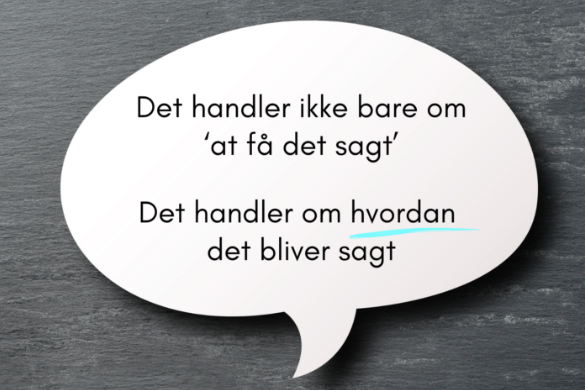 Det handler ikke bare om
‘at få det sagt’
Det handler om hvordan
det bliver sagt